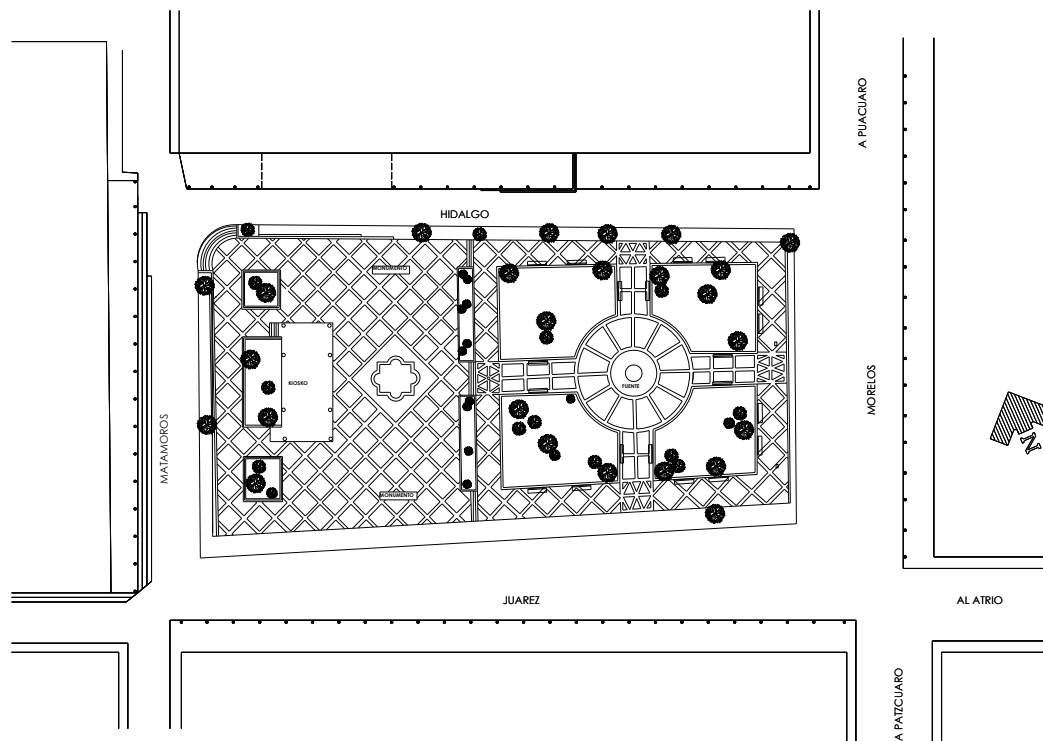 A PUACUARO
HIDALGO
MONUMENTO
KIOSKO
FUENTE
MORELOS
MATAMOROS
N
MONUMENTO
JUAREZ
AL ATRIO
A PATZCUARO